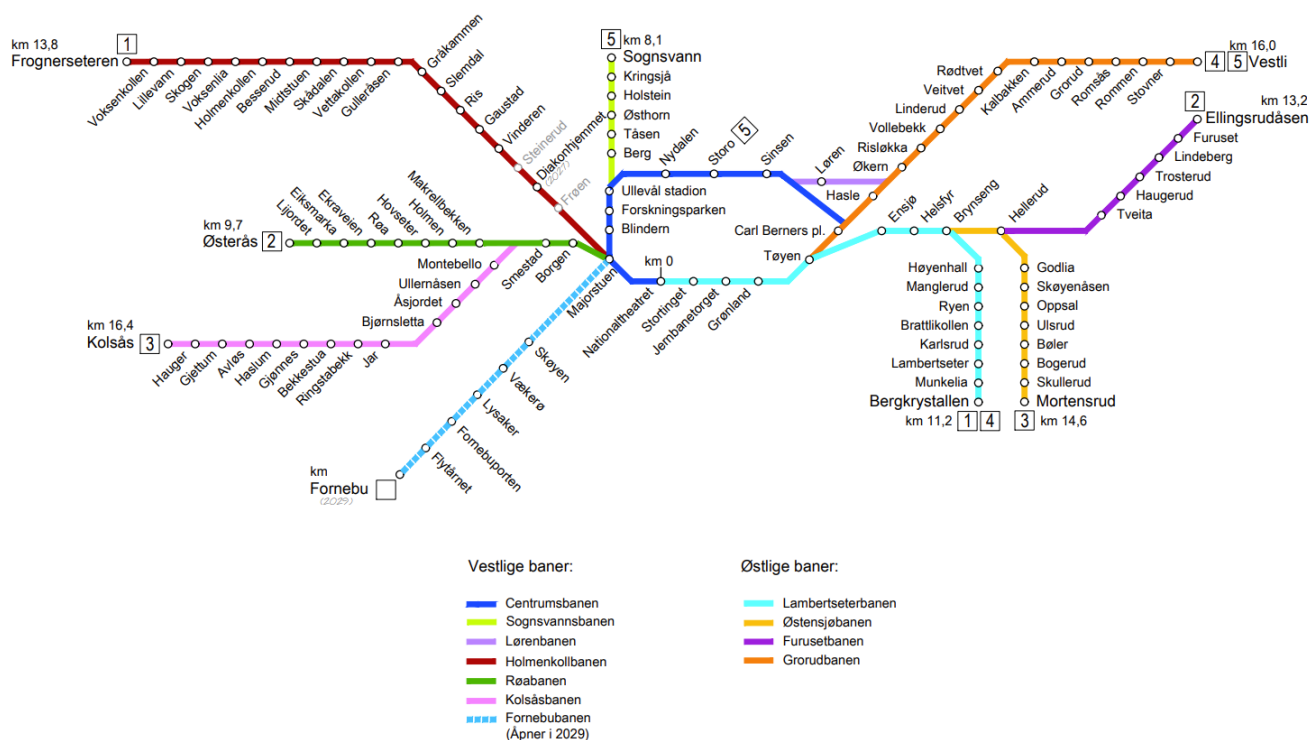 km 13,8
1
Frognerseteren
Voksenkollen
Lillevann
Skogen
Voksenlia
Holmenkollen
Besserud
Midtstuen
Skådalen
Vettakollen
Gulleråsen
Gråkammen
Slemdal
Ris
Gaustad
Vinderen
Steinerud
Diakonhjemmet
(2027)
Frøen
5 km 8,1
Sognsvann
Kringsjå
Holstein
Østhorn
Tåsen
Berg
Ullevål stadion
Forskningsparken
Blindern
Nydalen
Storo 5
Sinsen
Løren
Hasle
Carl Berners pl.
Tøyen
Økern
Risløkka
Vollebekk
Linderud
Veitvet
Rødtvet
Kalbakken
Ammerud
Grorud
Romsås
Rommen
Stovner
km 16,0
4 5 Vestli
2
km 13,2
Ellingsrudåsen
Furuset
Lindeberg
Trosterud
Haugerud
Tveita
Hellerud
Brynseng
Helsfyr
Ensjø
km 9,7
Østerås 2
Lijordet
Eiksmarka
Ekraveien
Røa
Hovseter
Holmen
Makrellbekken
Smestad
Borgen
Majorstuen
km 0
Nationaltheatret
Stortinget
Jernbanetorget
Grønland
Montebello
Ullernåsen
Åsjordet
Bjørnsletta
km 16,4
Kolsås 3
Hauger
Gjettum
Avløs
Haslum
Gjønnes
Bekkestua
Ringstabekk
Jar
Skøyen
Vækerø
Lysaker
Fornebuporten
Flytårnet
km
Fornebu
(2029)
Høyenhall
Manglerud
Ryen
Brattlikollen
Karlsrud
Lambertseter
Munkelia
Bergkrystallen
km 11,2 1 4
Godlia
Skøyenåsen
Oppsal
Ulsrud
Bøler
Bogerud
Skullerud
Mortensrud
3 km 14,6
Vestlige baner:
Centrumsbanen
Sognsvannsbanen
Lørenbanen
Holmenkollbanen
Røabanen
Kolsåsbanen
Fornebubanen
(Åpner i 2029)
Østlige baner:
Lambertseterbanen
Østensjøbanen
Furusetbanen
Grorudbanen